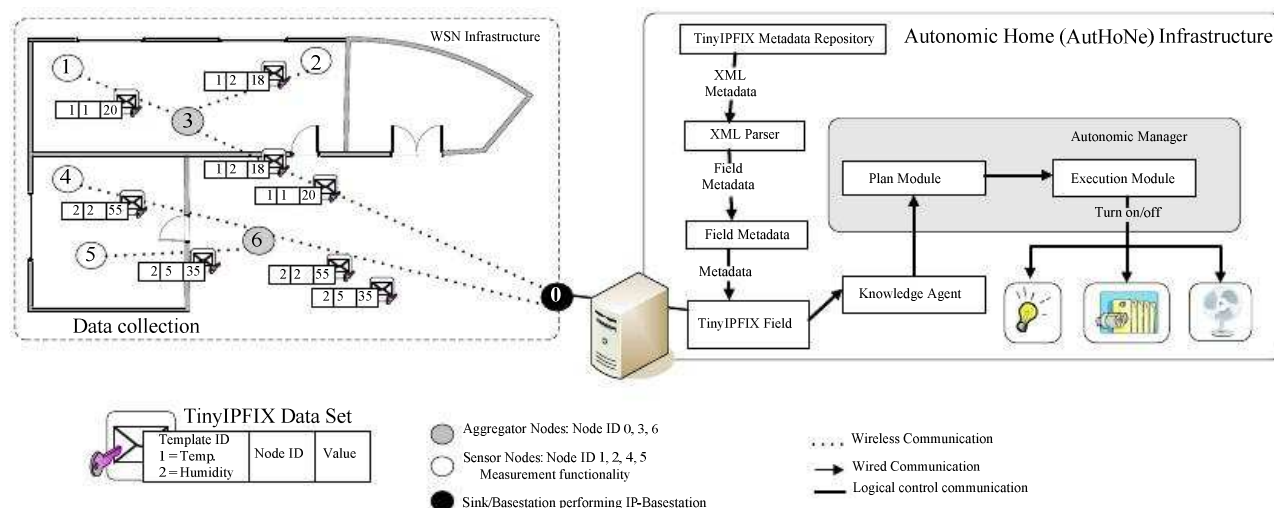 WSN Infrastructure
1
2
1 2 18
1 1 20
3
1 2 18
1 1 20
4
2 2 55
5
6
2 5 35
2 2 55
2 5 35
0
Data collection
Autonomic Home (AutHoNe) Infrastructure
TinyIPFIX Metadata Repository
XML
Metadata
XML Parser
Field
Metadata
Field Metadata
Metadata
TinyIPFIX Field
Knowledge Agent
Autonomic Manager
Plan Module
Execution Module
Turn on/off
TinyIPFIX Data Set
Template ID
1 = Temp.
2 = Humidity
Node ID
Value
Aggregator Nodes: Node ID 0, 3, 6
Sensor Nodes: Node ID 1, 2, 4, 5
Measurement functionality
Sink/Basestation performing IP-Basestation
Wireless Communication
Wired Communication
Logical control communication